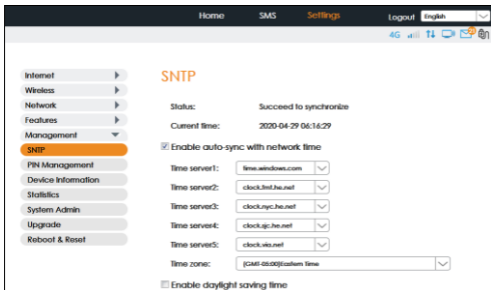 Home SMS Settings Logout English
4G
Internet
Wireless
Network
Features
Management
SNTP
PIN Management
Device Information
Statistics
System Admin
Upgrade
Reboot & Reset
SNTP
Status: Succeed to synchronize
Current time: 2020-04-29 06:16:29
Enable auto-sync with network time
Time server1: time.windows.com
Time server2: clock.fmt.he.net
Time server3: clock.nyc.he.net
Time server4: clock.sjc.he.net
Time server5: clock.via.net
Time zone: (GMT-05:00)Eastern Time
Enable daylight saving time